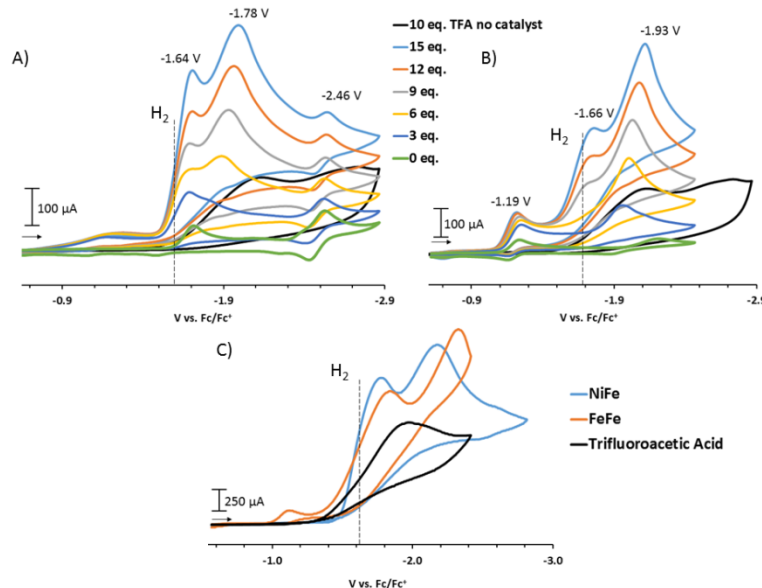 A)
-1.64 V
-1.78 V
-2.46 V
H2
100 µA
-0.9
-1.9
-2.9
V vs. Fc/Fc⁺
10 eq. TFA no catalyst
15 eq.
12 eq.
9 eq.
6 eq.
3 eq.
0 eq.
B)
-1.93 V
-1.66 V
H2
-1.19 V
100 µA
-0.9
-1.9
-2.9
V vs. Fc/Fc⁺
C)
H2
250 µA
-1.0
-2.0
-3.0
V vs. Fc/Fc⁺
NiFe
FeFe
Trifluoroacetic Acid